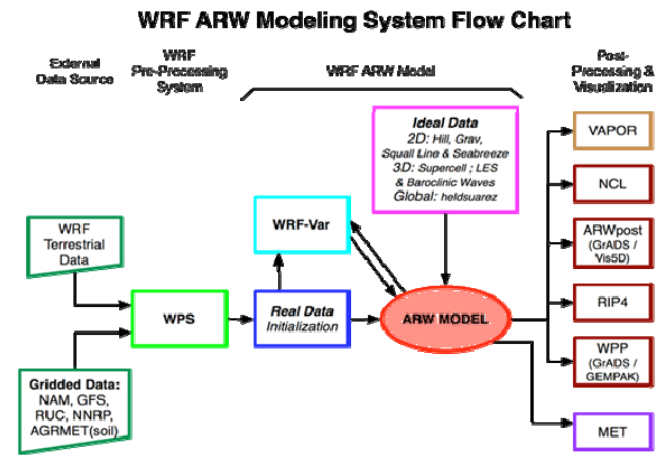 WRF ARW Modeling System Flow Chart
External
Data Source
WRF
Pre-Processing
System
WRF ARW Model
Post-
Processing &
Visualization
Ideal Data
2D: Hill, Grav,
Squall Line & Seabreeze
3D: Supercell ; LES
& Baroclinic Waves
Global: heldsuarez
VAPOR
NCL
ARWpost
(GrADS /
Vis5D)
WRF
Terrestrial
Data
WRF-Var
WPS
Real Data
Initialization
ARW MODEL
RIP4
WPP
(GrADS /
GEMPAK)
Gridded Data:
NAM, GFS,
RUC, NNRP,
AGRMET(soil)
MET